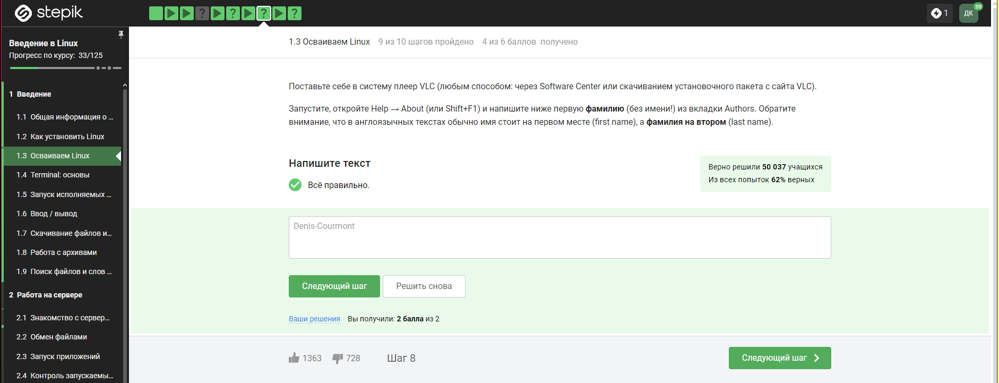 stepik
? ? ? ?
1
ДК
20
Введение в Linux
Прогресс по курсу: 33/125
1 Введение
1.1 Общая информация о ...
1.2 Как установить Linux
1.3 Осваиваем Linux
1.4 Terminal: основы
1.5 Запуск исполняемых ...
1.6 Ввод / вывод
1.7 Скачивание файлов и...
1.8 Работа с архивами
1.9 Поиск файлов и слов ...
2 Работа на сервере
2.1 Знакомство с сервер...
2.2 Обмен файлами
2.3 Запуск приложений
2.4 Контроль запускаемы...
1.3 Осваиваем Linux 9 из 10 шагов пройдено 4 из 6 баллов получено
Поставьте себе в систему плеер VLC (любым способом: через Software Center или скачиванием установочного пакета с сайта VLC).
Запустите, откройте Help → About (или Shift+F1) и напишите ниже первую фамилию (без имени!) из вкладки Authors. Обратите
внимание, что в англоязычных текстах обычно имя стоит на первом месте (first name), а фамилия на втором (last name).
Напишите текст
Всё правильно.
Верно решили 50 037 учащихся
Из всех попыток 62% верных
Denis-Courmont
Следующий шаг
Решить снова
Ваши решения Вы получили: 2 балла из 2
1363 728 Шаг 8
Следующий шаг